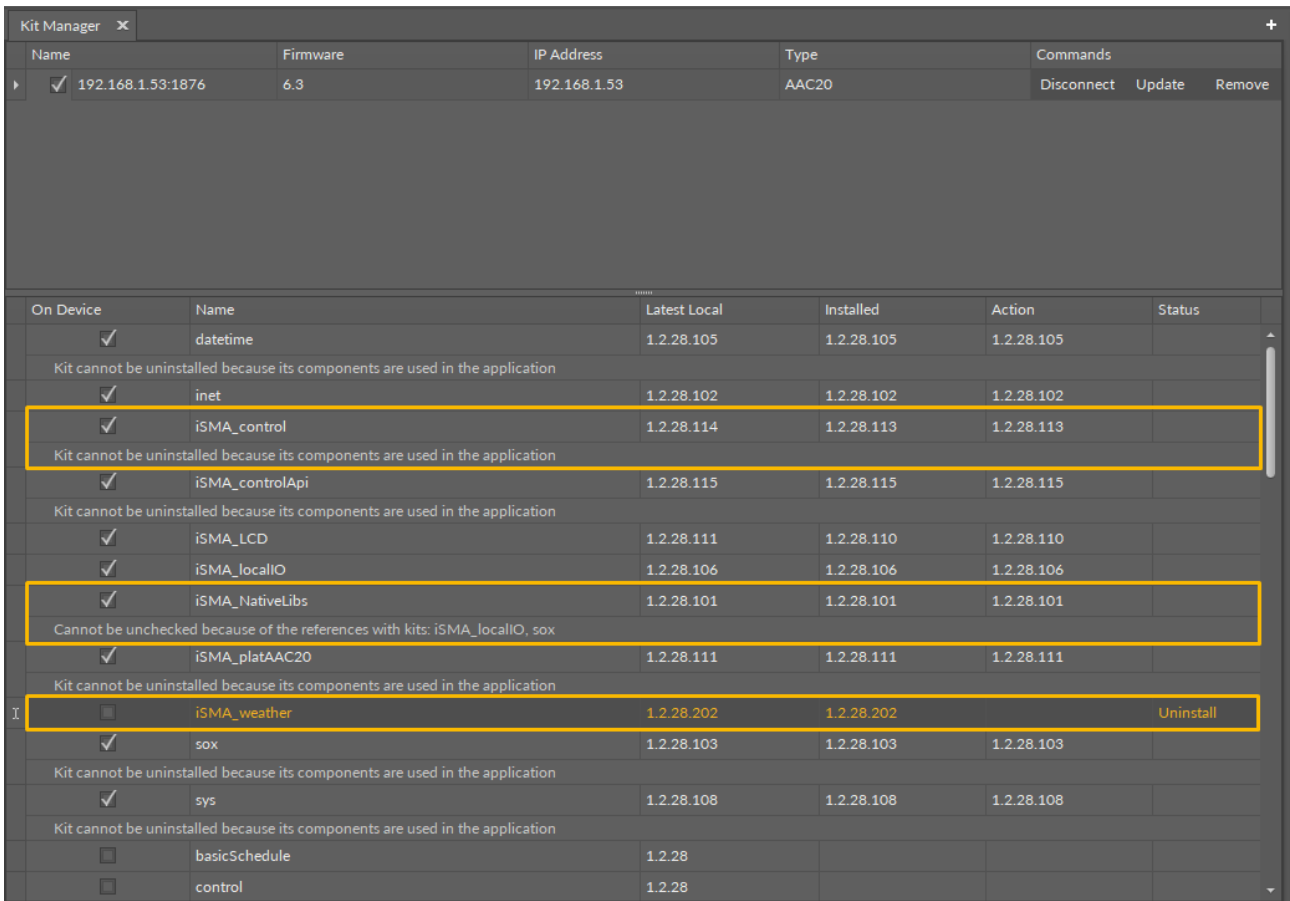 Kit Manager x +
Name Firmware IP Address Type Commands
192.168.1.53:1876 6.3 192.168.1.53 AAC20 Disconnect Update Remove
On Device Name Latest Local Installed Action Status
datetime 1.2.28.105 1.2.28.105 1.2.28.105
Kit cannot be uninstalled because its components are used in the application
inet 1.2.28.102 1.2.28.102 1.2.28.102
iSMA_control 1.2.28.114 1.2.28.113 1.2.28.113
Kit cannot be uninstalled because its components are used in the application
iSMA_controlApi 1.2.28.115 1.2.28.115 1.2.28.115
Kit cannot be uninstalled because its components are used in the application
iSMA_LCD 1.2.28.111 1.2.28.110 1.2.28.110
iSMA_localIO 1.2.28.106 1.2.28.106 1.2.28.106
iSMA_NativeLibs 1.2.28.101 1.2.28.101 1.2.28.101
Cannot be unchecked because of the references with kits: iSMA_localIO, sox
iSMA_platAAC20 1.2.28.111 1.2.28.111 1.2.28.111
Kit cannot be uninstalled because its components are used in the application
iSMA_weather 1.2.28.202 1.2.28.202 Uninstall
sox 1.2.28.103 1.2.28.103 1.2.28.103
Kit cannot be uninstalled because its components are used in the application
sys 1.2.28.108 1.2.28.108 1.2.28.108
Kit cannot be uninstalled because its components are used in the application
basicSchedule 1.2.28
control 1.2.28